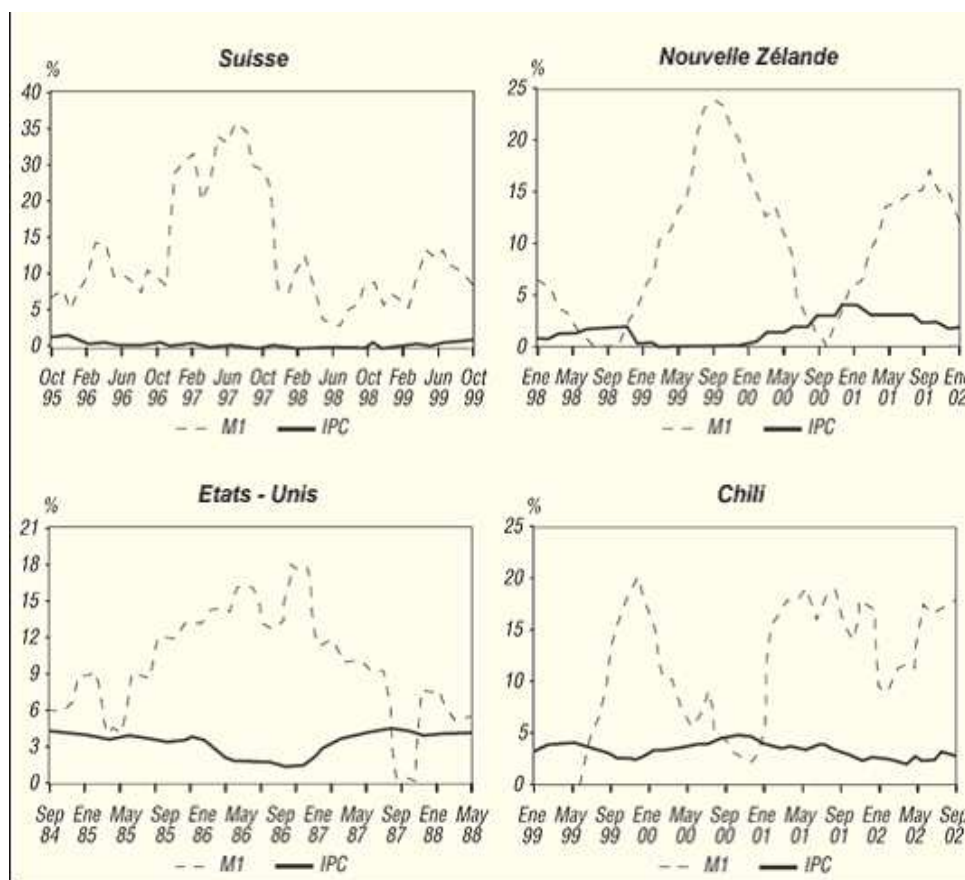 Suisse
%
40
35
30
25
20
15
10
5
0
Oct Feb Jun Oct Feb Jun Oct Feb Jun Oct Feb Jun Oct
95 96 96 96 97 97 97 98 98 98 99 99 99
M1 IPC
Nouvelle Zélande
%
25
20
15
10
5
0
Ene May Sep Ene May Sep Ene May Sep Ene May Sep Ene
98 98 98 99 99 99 00 00 00 01 01 01 02
M1 IPC
Etats - Unis
%
21
18
15
12
9
6
3
0
Sep Ene May Sep Ene May Sep Ene May Sep Ene May
84 85 85 85 86 86 86 87 87 87 88 88
M1 IPC
Chili
%
25
20
15
10
5
0
Ene May Sep Ene May Sep Ene May Sep Ene May Sep
99 99 99 00 00 00 01 01 01 02 02 02
M1 IPC